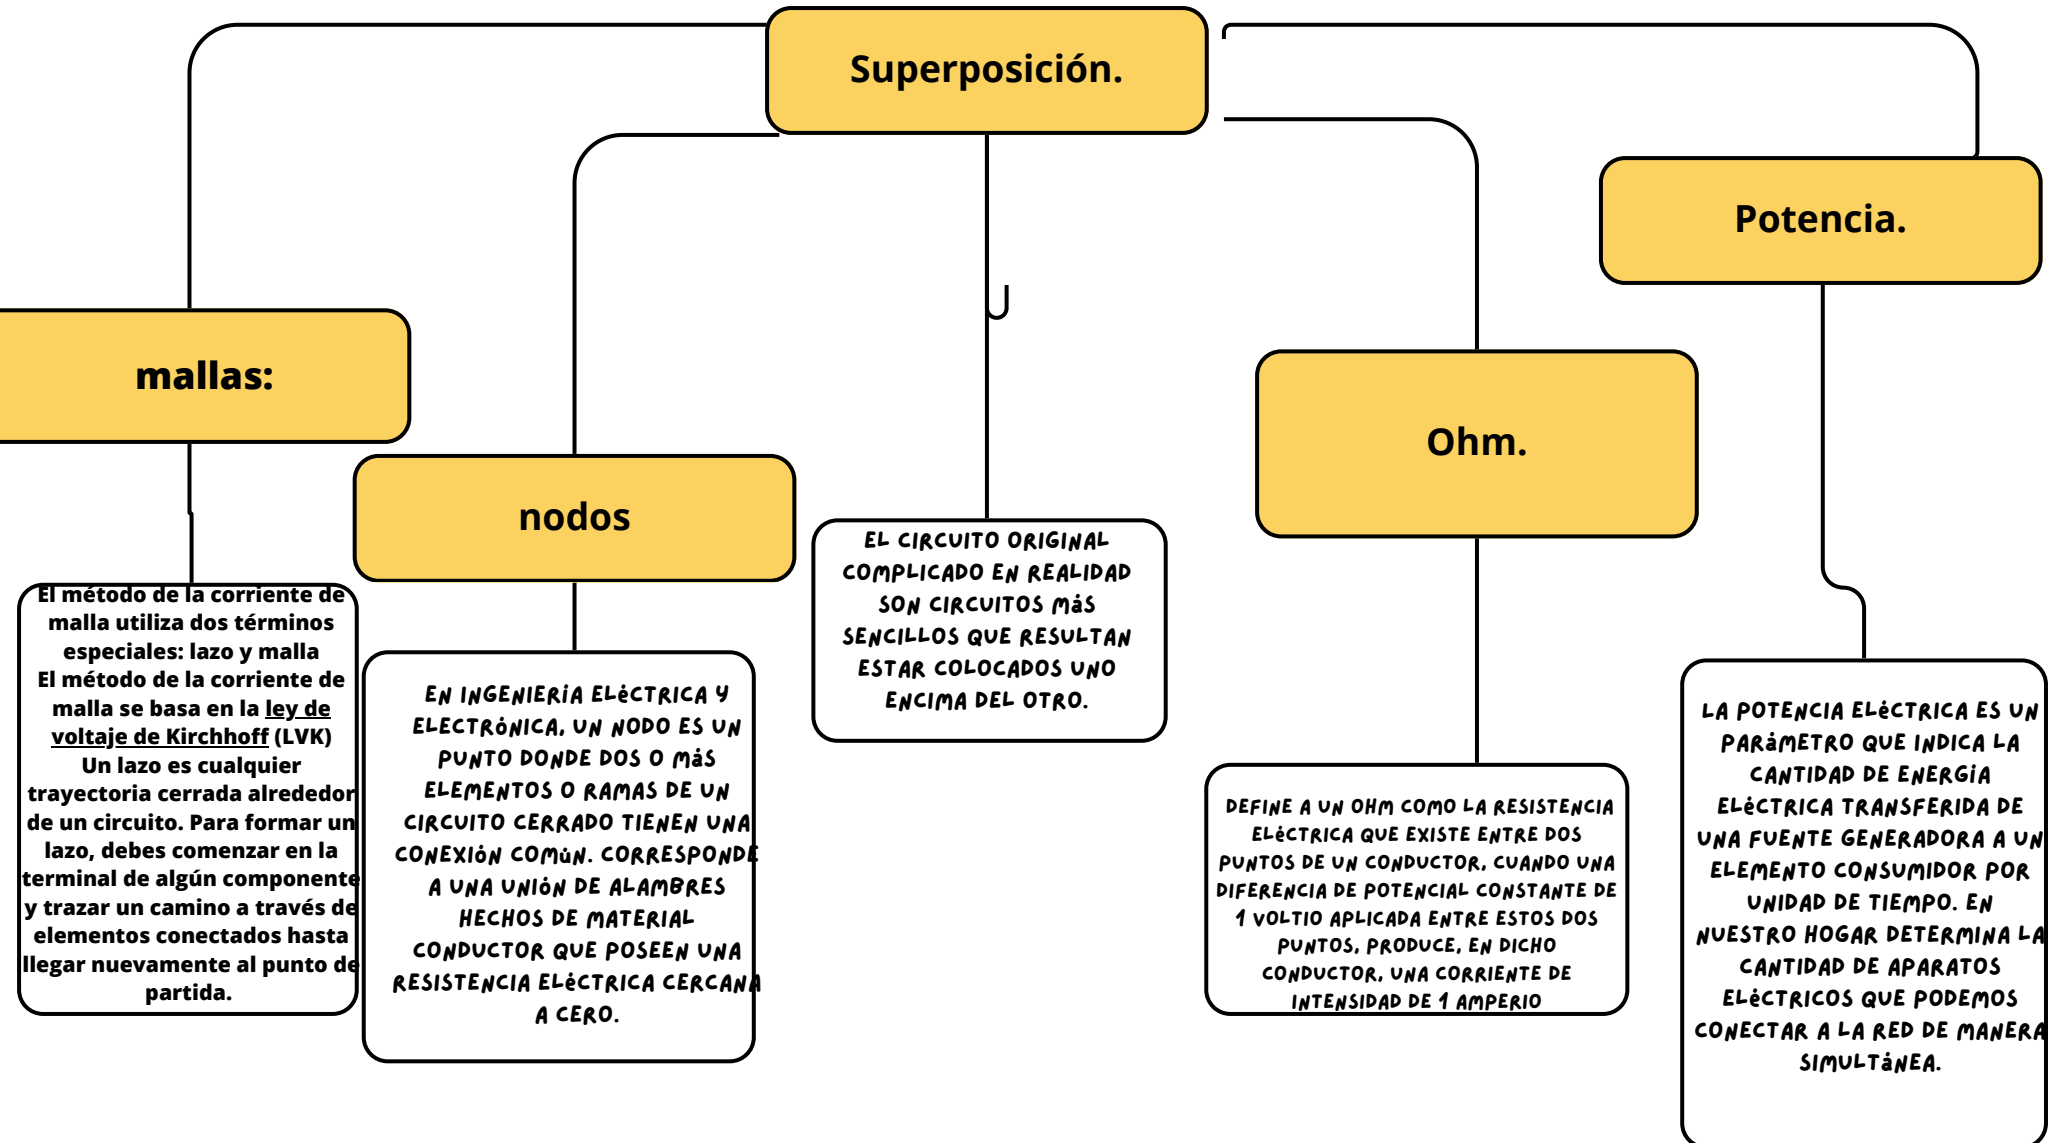 Superposición.
Potencia.
mallas:
Ohm.
nodos
El método de la corriente de
malla utiliza dos términos
especiales: lazo y malla
El método de la corriente de
malla se basa en la ley de
voltaje de Kirchhoff (LVK)
Un lazo es cualquier
trayectoria cerrada alrededor
de un circuito. Para formar un
lazo, debes comenzar en la
terminal de algún componente
y trazar un camino a través de
elementos conectados hasta
llegar nuevamente al punto de
partida.
EN INGENIERÍA ELÉCTRICA Y
ELECTRÓNICA, UN NODO ES UN
PUNTO DONDE DOS O MÁS
ELEMENTOS O RAMAS DE UN
CIRCUITO CERRADO TIENEN UNA
CONEXIÓN COMÚN. CORRESPONDE
A UNA UNIÓN DE ALAMBRES
HECHOS DE MATERIAL
CONDUCTOR QUE POSEEN UNA
RESISTENCIA ELÉCTRICA CERCANA
A CERO.
EL CIRCUITO ORIGINAL
COMPLICADO EN REALIDAD
SON CIRCUITOS MÁS
SENCILLOS QUE RESULTAN
ESTAR COLOCADOS UNO
ENCIMA DEL OTRO.
DEFINE A UN OHM COMO LA RESISTENCIA
ELÉCTRICA QUE EXISTE ENTRE DOS
PUNTOS DE UN CONDUCTOR, CUANDO UNA
DIFERENCIA DE POTENCIAL CONSTANTE DE
1 VOLTIO APLICADA ENTRE ESTOS DOS
PUNTOS, PRODUCE, EN DICHO
CONDUCTOR, UNA CORRIENTE DE
INTENSIDAD DE 1 AMPERIO
LA POTENCIA ELÉCTRICA ES UN
PARÁMETRO QUE INDICA LA
CANTIDAD DE ENERGÍA
ELÉCTRICA TRANSFERIDA DE
UNA FUENTE GENERADORA A UN
ELEMENTO CONSUMIDOR POR
UNIDAD DE TIEMPO. EN
NUESTRO HOGAR DETERMINA LA
CANTIDAD DE APARATOS
ELÉCTRICOS QUE PODEMOS
CONECTAR A LA RED DE MANERA
SIMULTÁNEA.